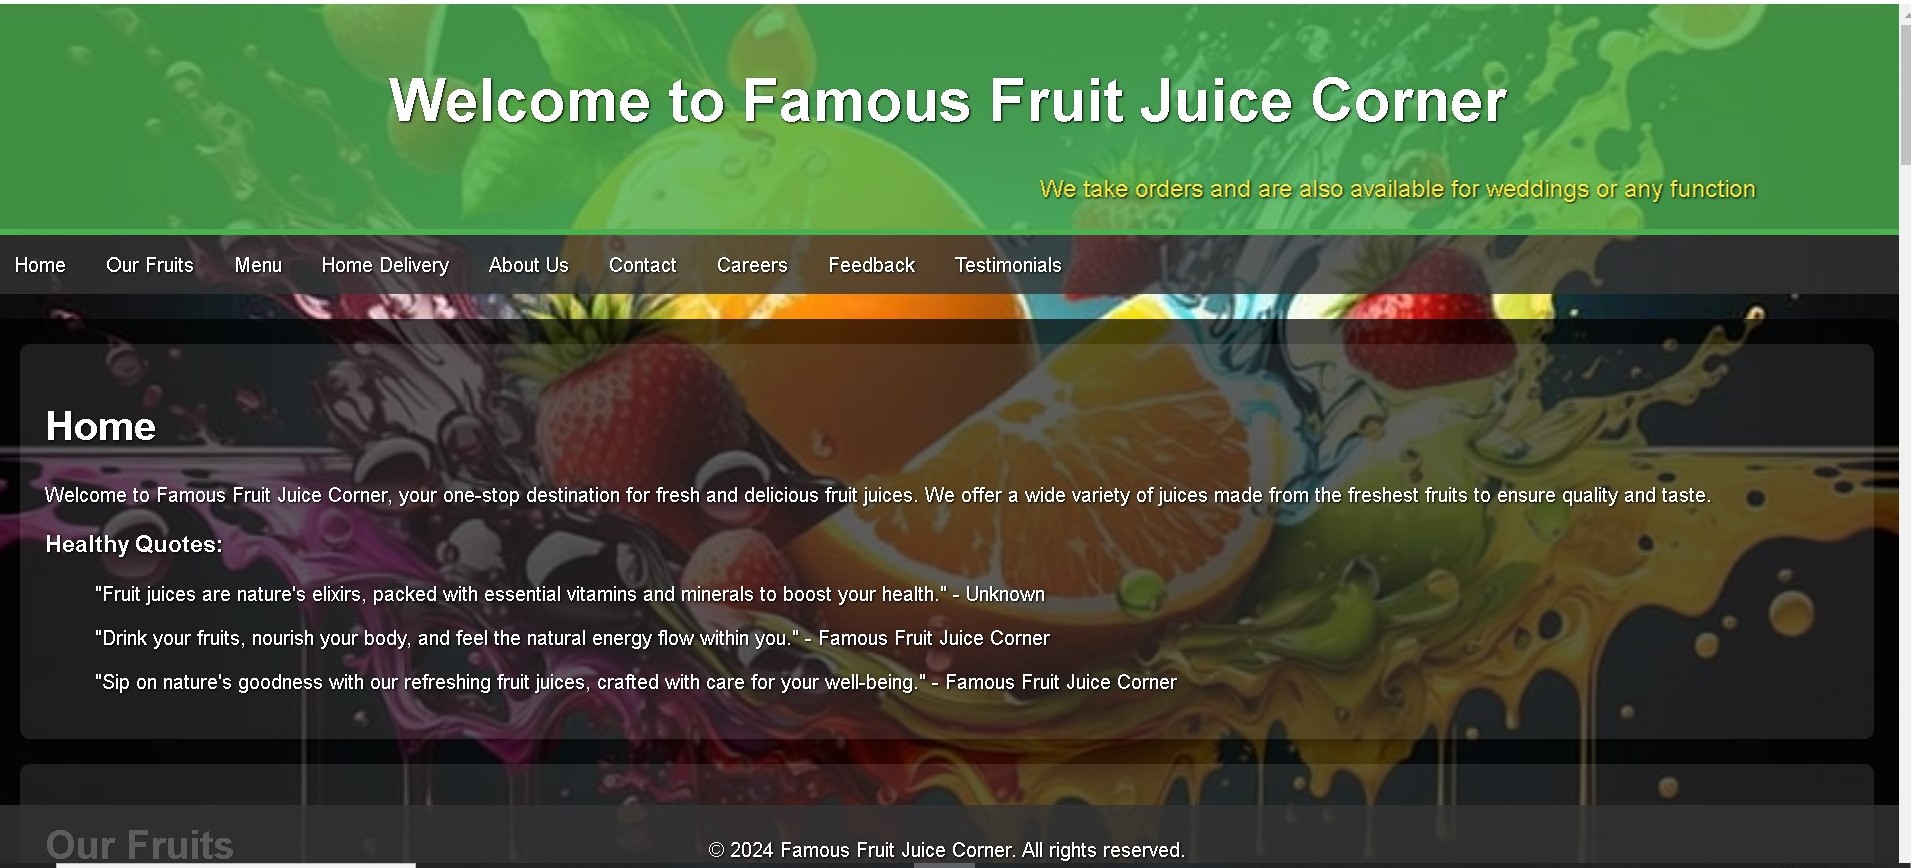 Welcome to Famous Fruit Juice Corner
We take orders and are also available for weddings or any function
Home Our Fruits Menu Home Delivery About Us Contact Careers Feedback Testimonials
Home
Welcome to Famous Fruit Juice Corner, your one-stop destination for fresh and delicious fruit juices. We offer a wide variety of juices made from the freshest fruits to ensure quality and taste.
Healthy Quotes:
"Fruit juices are nature's elixirs, packed with essential vitamins and minerals to boost your health." - Unknown
"Drink your fruits, nourish your body, and feel the natural energy flow within you." - Famous Fruit Juice Corner
"Sip on nature's goodness with our refreshing fruit juices, crafted with care for your well-being." - Famous Fruit Juice Corner
Our Fruits
© 2024 Famous Fruit Juice Corner. All rights reserved.